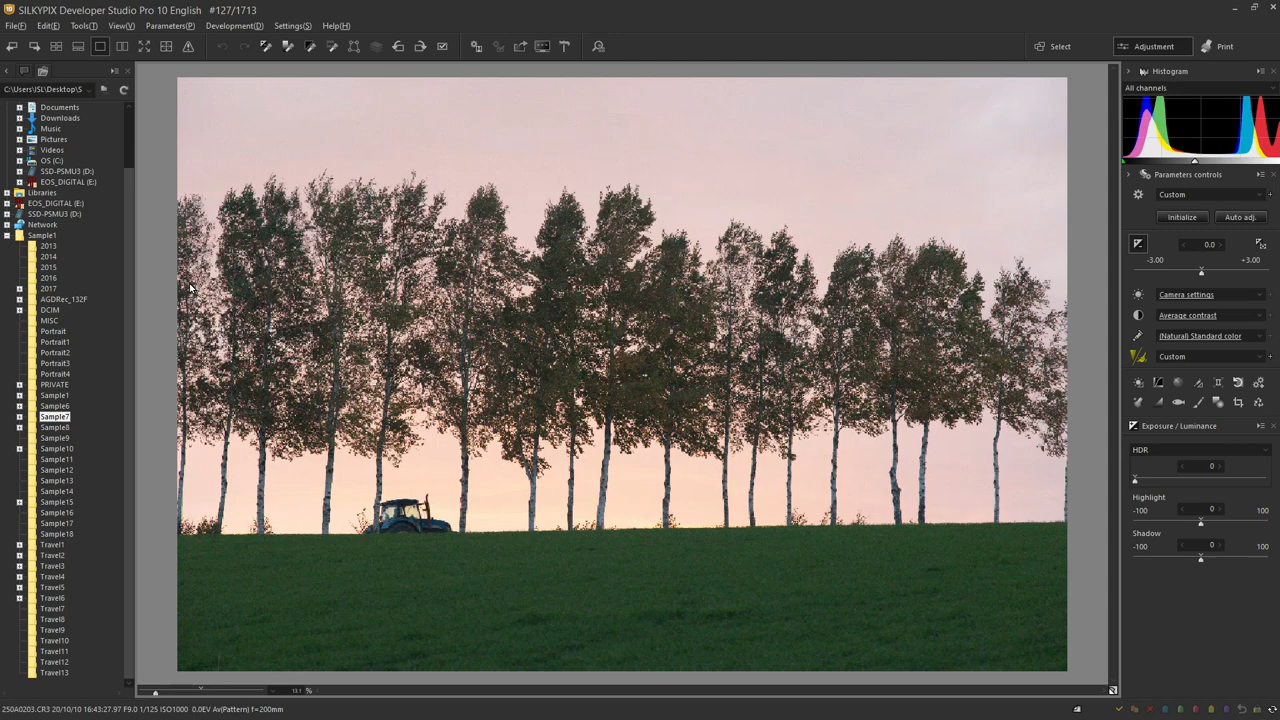 SILKYPIX Developer Studio Pro 10 English #127/1713
File(F) Edit(E) Tools(T) View(V) Parameters(P) Development(D) Settings(S) Help(H)
Select Adjustment Print
C:\Users\ISL\Desktop\S
Documents
Downloads
Music
Pictures
Videos
OS (C:)
SSD-PSMU3 (D:)
EOS_DIGITAL (E:)
Libraries
EOS_DIGITAL (E:)
SSD-PSMU3 (D:)
Network
Sample1
2013
2014
2015
2016
2017
AGDRec_132F
DCIM
MISC
Portrait
Portrait1
Portrait2
Portrait3
Portrait4
PRIVATE
Sample1
Sample6
Sample7
Sample8
Sample9
Sample10
Sample11
Sample12
Sample13
Sample14
Sample15
Sample16
Sample17
Sample18
Travel1
Travel2
Travel3
Travel4
Travel5
Travel6
Travel7
Travel8
Travel9
Travel10
Travel11
Travel12
Travel13
13.1 %
Histogram
All channels
Parameters controls
Custom
Initialize Auto adj.
0.0
-3.00 +3.00
Camera settings
Average contrast
(Natural) Standard color
Custom
Exposure / Luminance
HDR
0
Highlight
-100 0 100
Shadow
-100 0 100
250A0203.CR3 20/10/10 16:43:27.97 F9.0 1/125 ISO1000 0.0EV Av(Pattern) f=200mm